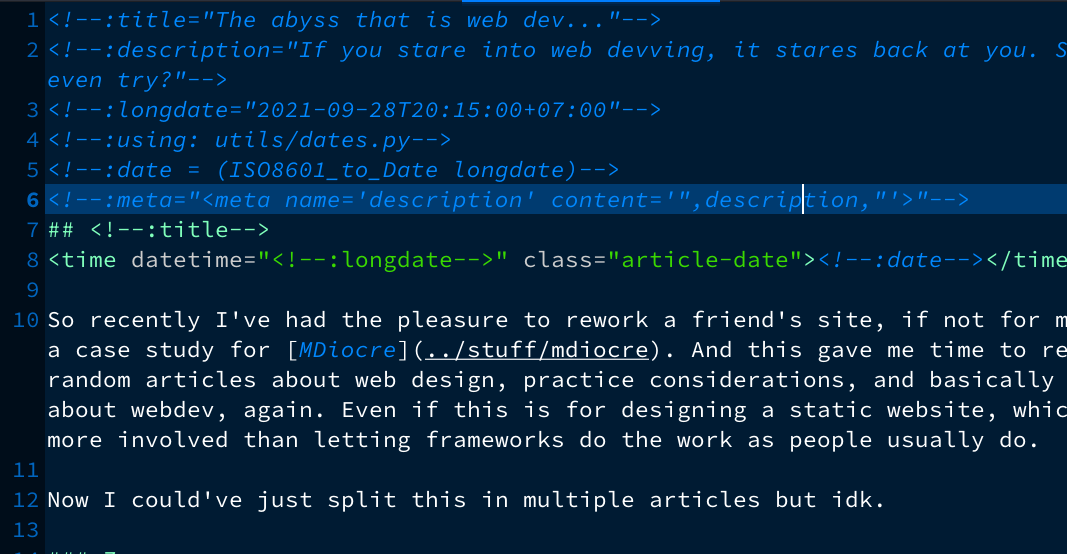 1 <!--:title="The abyss that is web dev..."-->
2 <!--:description="If you stare into web devving, it stares back at you.
even try?"-->
3 <!--:longdate="2021-09-28T20:15:00+07:00"-->
4 <!--:using: utils/dates.py-->
5 <!--:date = (ISO8601_to_Date longdate)-->
6 <!--:meta="<meta name='description' content='",description,"'>"-->
7 ## <!--:title-->
8 <time datetime="<!--:longdate-->" class="article-date"><!--:date--></time
9
10 So recently I've had the pleasure to rework a friend's site, if not for
a case study for [MDiocre](../stuff/mdiocre). And this gave me time to
random articles about web design, practice considerations, and basically
about webdev, again. Even if this is for designing a static website,
more involved than letting frameworks do the work as people usually do.
11
12 Now I could've just split this in multiple articles but idk.
13